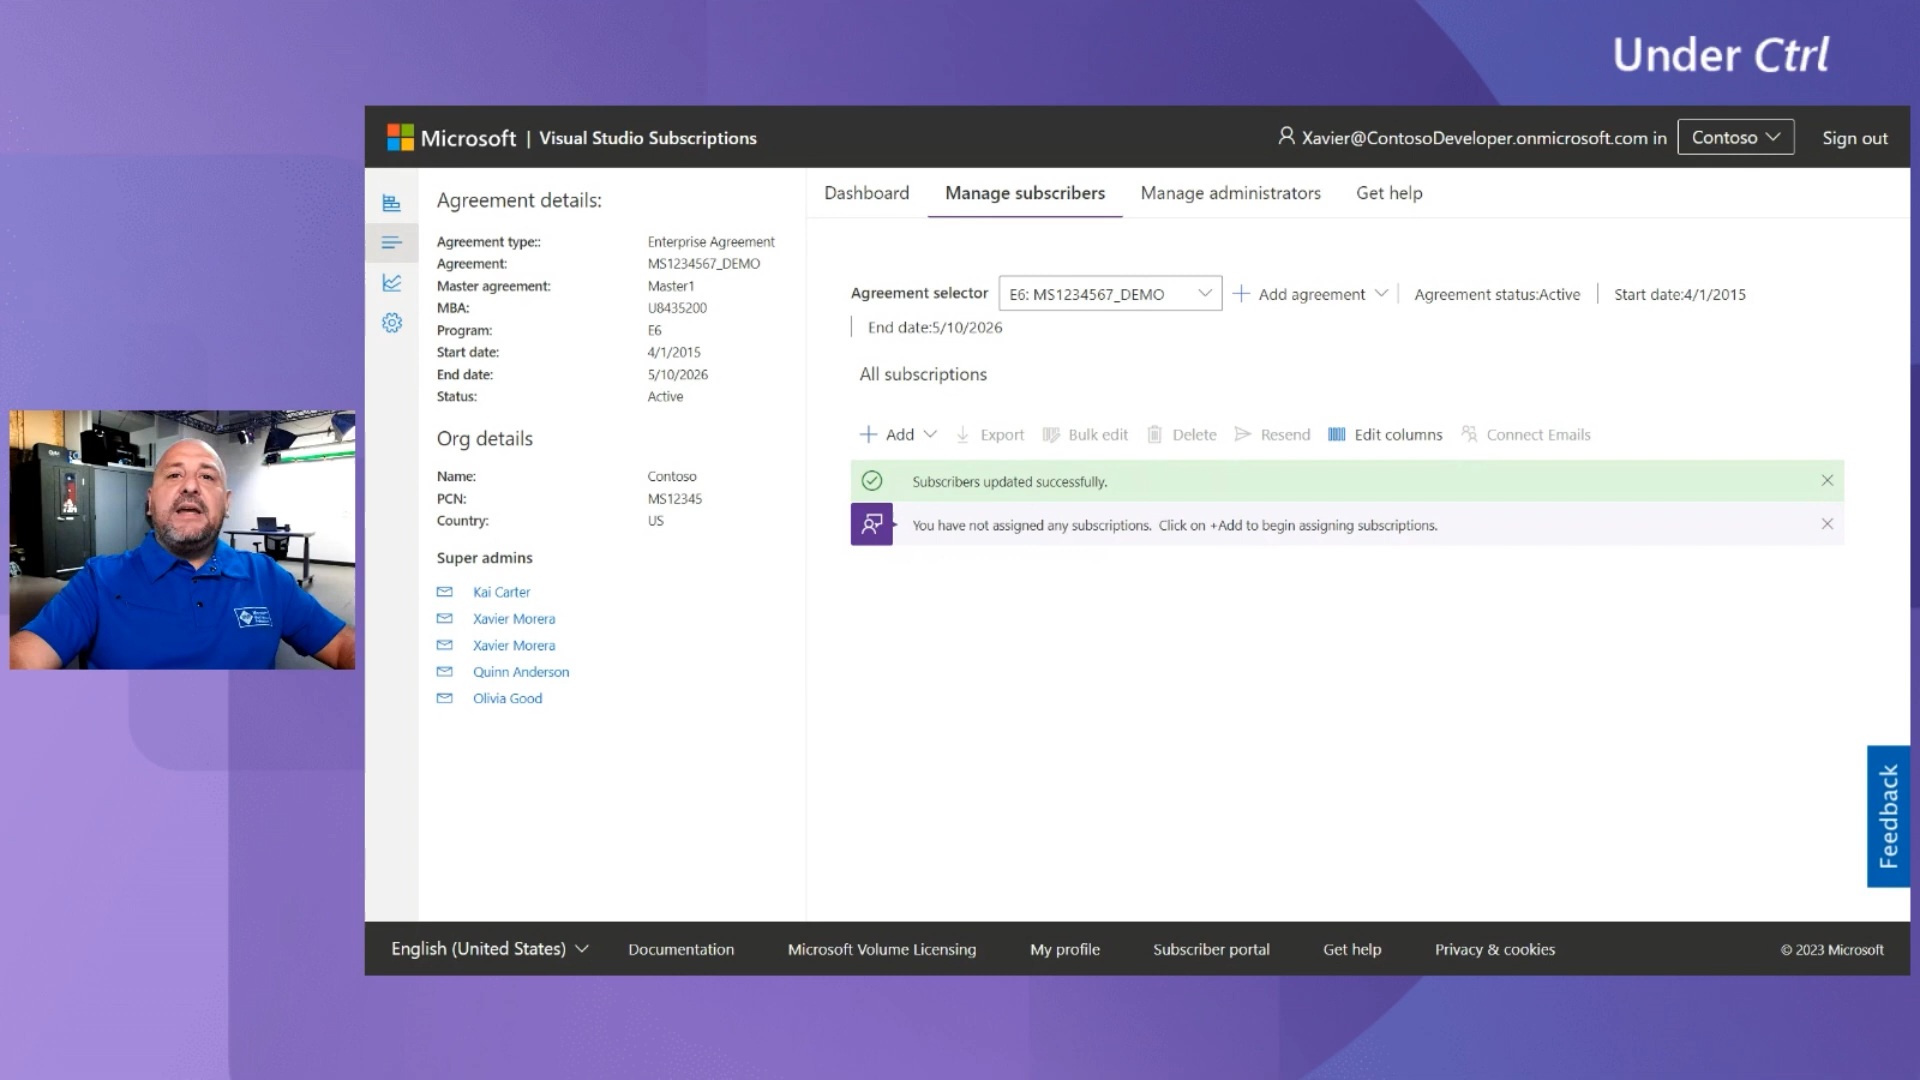 Under Ctrl
Microsoft | Visual Studio Subscriptions
Xavier@ContosoDeveloper.onmicrosoft.com in
Contoso
Sign out
Agreement details:
Agreement type:: Enterprise Agreement
Agreement: MS1234567_DEMO
Master agreement: Master1
MBA: U8435200
Program: E6
Start date: 4/1/2015
End date: 5/10/2026
Status: Active
Org details
Name: Contoso
PCN: MS12345
Country: US
Super admins
Kai Carter
Xavier Morera
Xavier Morera
Quinn Anderson
Olivia Good
Dashboard Manage subscribers Manage administrators Get help
Agreement selector E6: MS1234567_DEMO Add agreement Agreement status:Active Start date:4/1/2015
End date:5/10/2026
All subscriptions
Add Export Bulk edit Delete Resend Edit columns Connect Emails
Subscribers updated successfully.
You have not assigned any subscriptions. Click on +Add to begin assigning subscriptions.
Feedback
English (United States) Documentation Microsoft Volume Licensing My profile Subscriber portal Get help Privacy & cookies © 2023 Microsoft